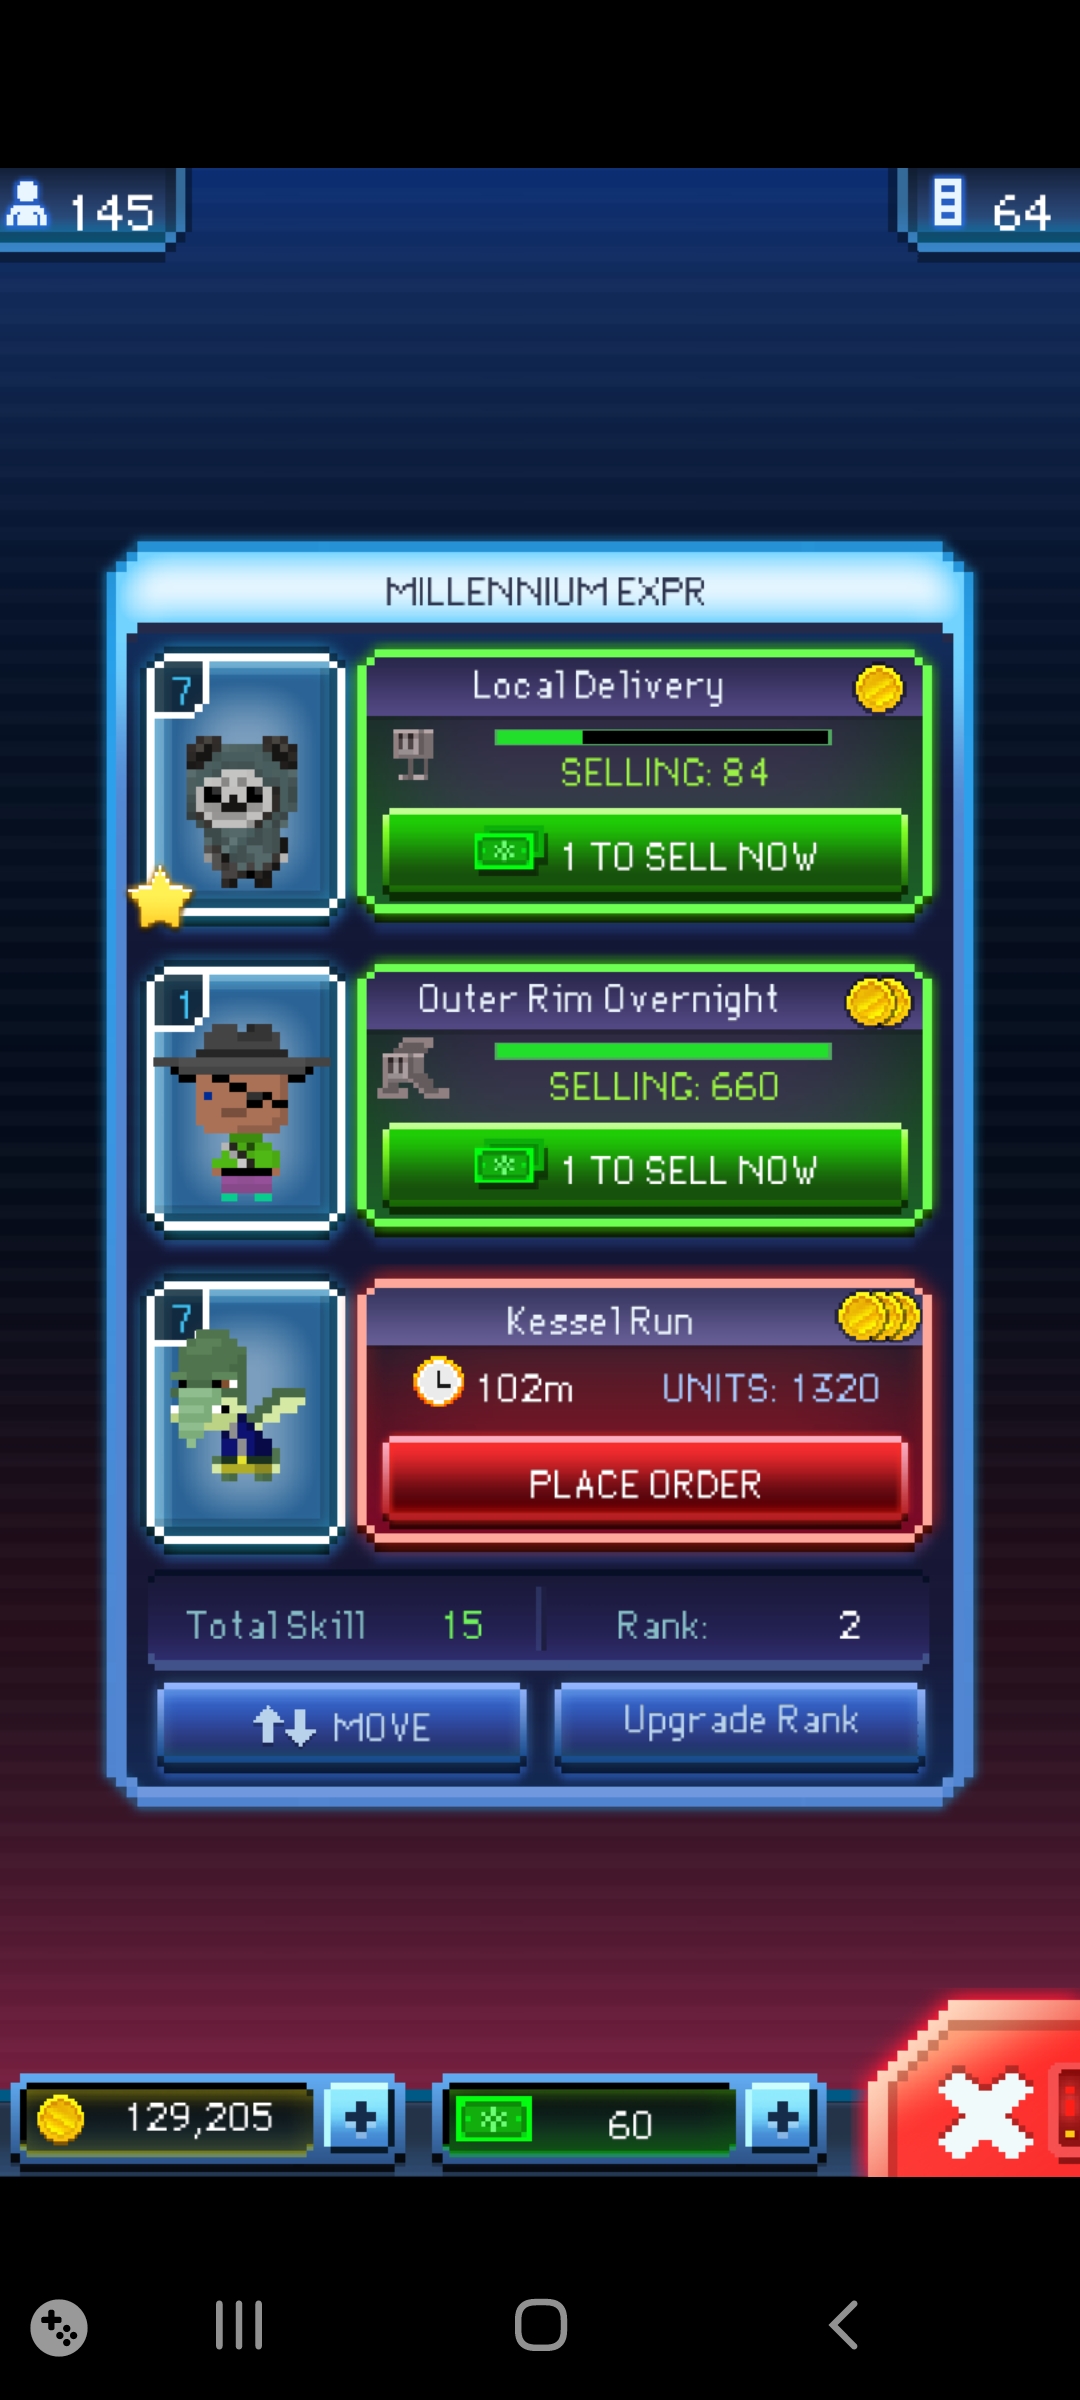 145
64
MILLENNIUM EXPR
7
Local Delivery
SELLING: 84
1 TO SELL NOW
1
Outer Rim Overnight
SELLING: 660
1 TO SELL NOW
7
Kessel Run
102m UNITS: 1320
PLACE ORDER
Total Skill 15 Rank: 2
MOVE Upgrade Rank
129,205 60